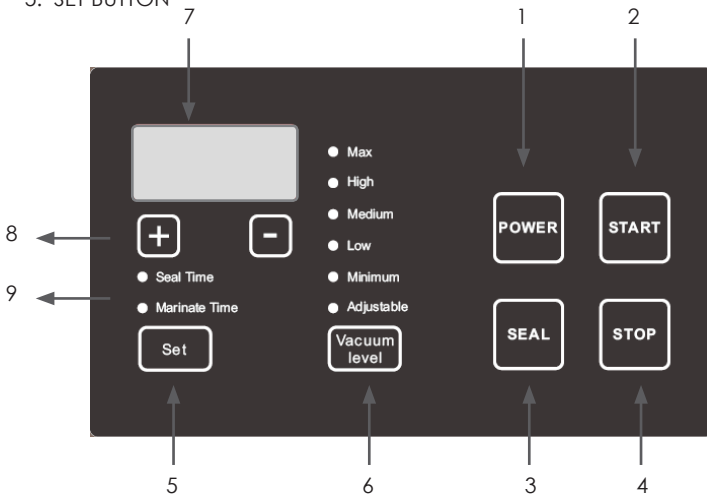 5. SET BUTTON
7
1
2
Max
High
Medium
Low
Minimum
Adjustable
8
+
-
Seal Time
9
Marinate Time
Set
Vacuum
level
POWER
START
SEAL
STOP
5
6
3
4